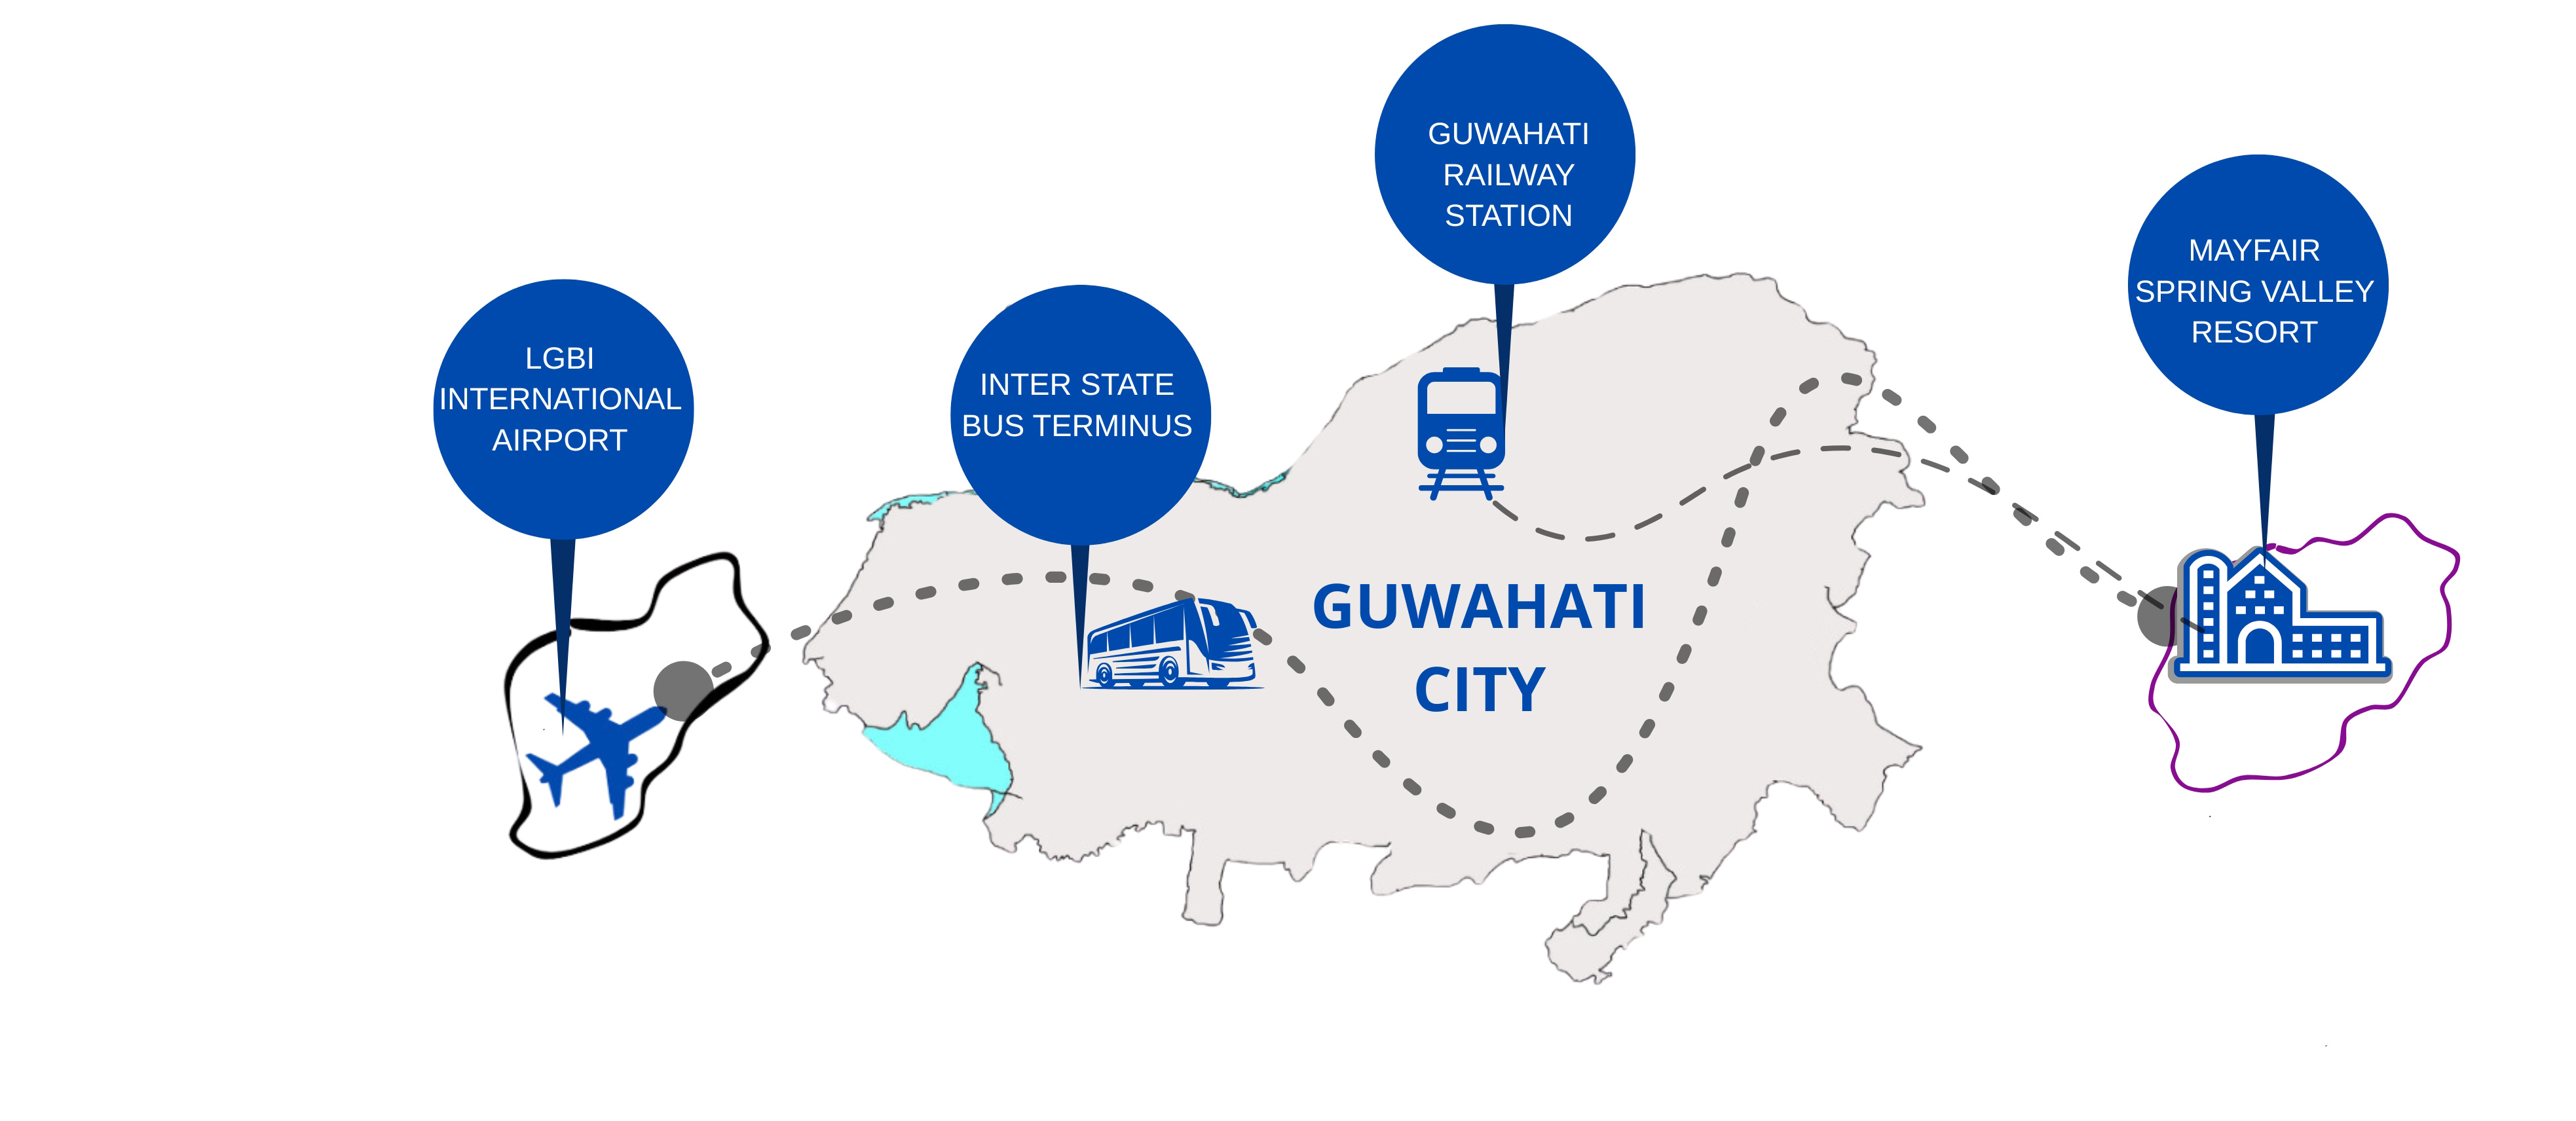 GUWAHATI
RAILWAY
STATION
MAYFAIR
SPRING VALLEY
RESORT
LGBI
INTERNATIONAL
AIRPORT
INTER STATE
BUS TERMINUS
GUWAHATI
CITY